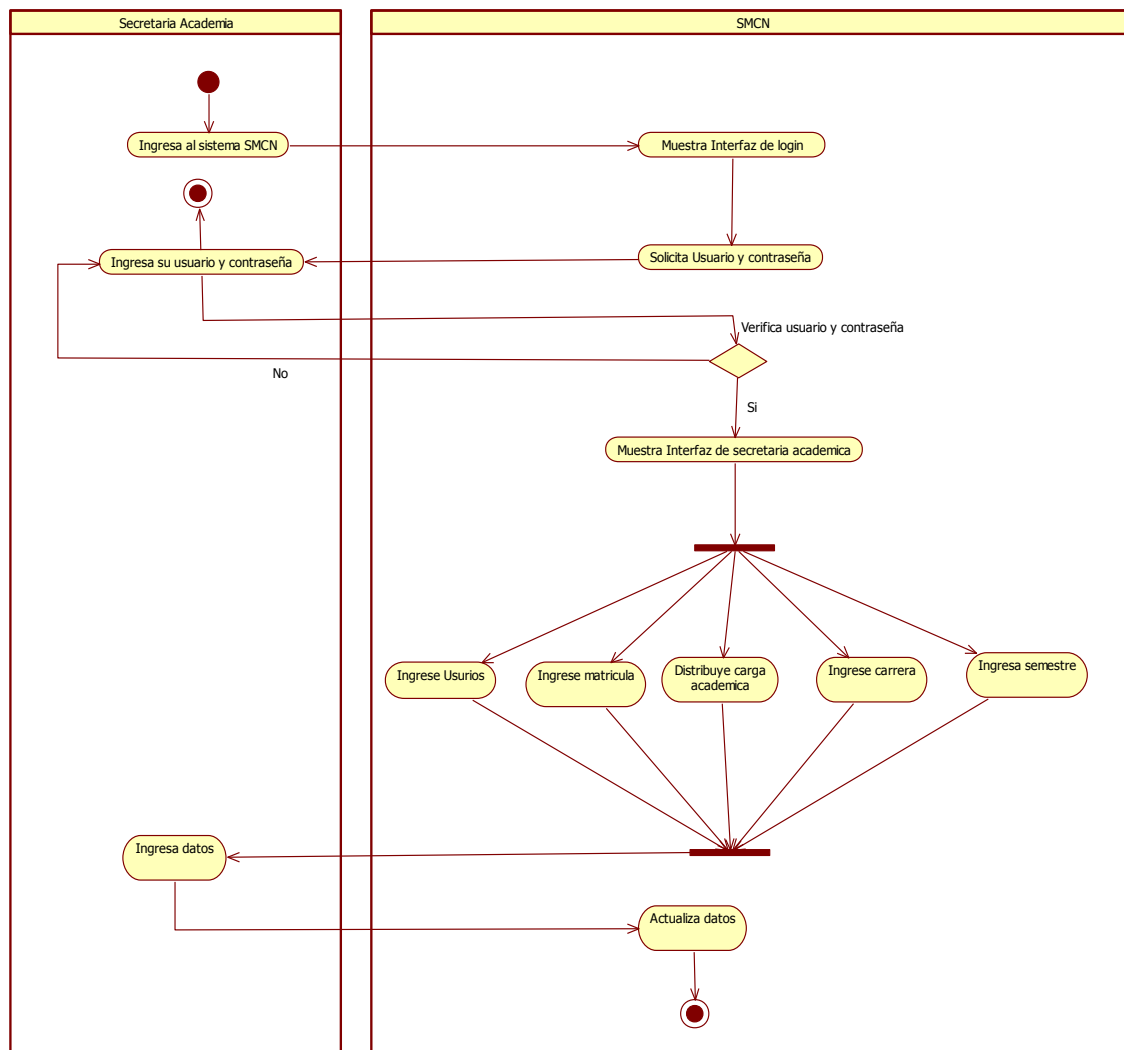 Secretaria Academia
SMCN
Ingresa al sistema SMCN
Muestra Interfaz de login
Ingresa su usuario y contraseña
Solicita Usuario y contraseña
Verifica usuario y contraseña
No
Si
Muestra Interfaz de secretaria academica
Ingrese Usurios
Ingrese matricula
Distribuye carga
academica
Ingrese carrera
Ingresa semestre
Ingresa datos
Actualiza datos